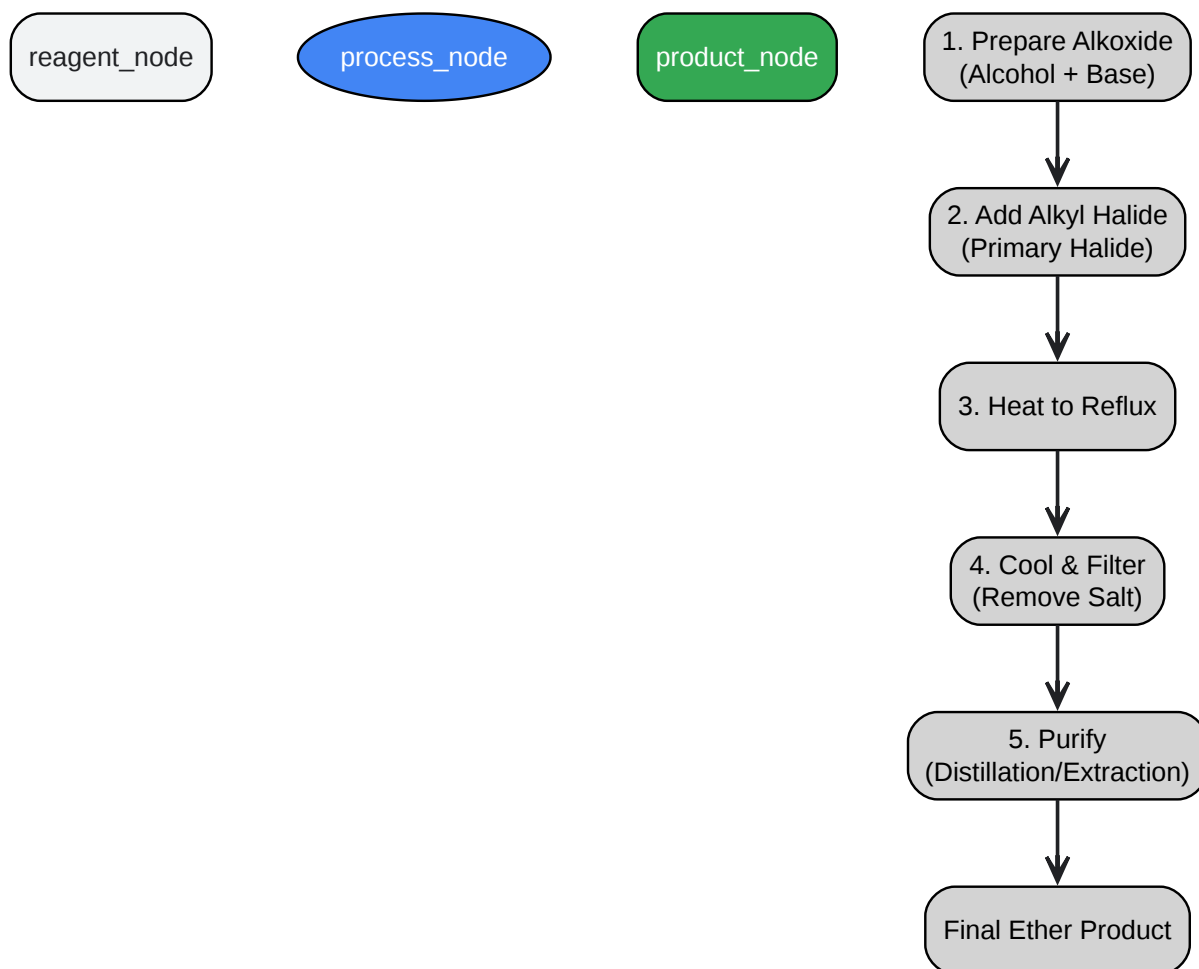 reagent_node
process_node
product_node
1. Prepare Alkoxide
(Alcohol + Base)
2. Add Alkyl Halide
(Primary Halide)
3. Heat to Reflux
4. Cool & Filter
(Remove Salt)
5. Purify
(Distillation/Extraction)
Final Ether Product